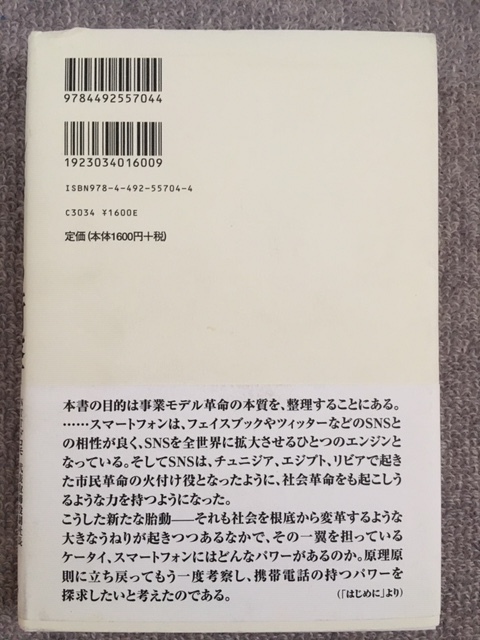 9784492557044
1923034016009
ISBN978-4-492-55704-4
C3034 ¥1600E
定価(本体1600円+税)
本書の目的は事業モデル革命の本質を、整理することにある。
……スマートフォンは、フェイスブックやツィッターなどのSNSと
の相性が良く、SNSを全世界に拡大させるひとつのエンジンと
なっている。そしてSNSは、チュニジア、エジプト、リビアで起き
た市民革命の火付け役となったように、社会革命をも起こしう
るような力を持つようになった。
こうした新たな胎動――それも社会を根底から変革するような
大きなうねりが起きつつあるなかで、その一翼を担っている
ケータイ、スマートフォンにはどんなパワーがあるのか。原理原
則に立ち戻ってもう一度考察し、携帯電話の持つパワーを
探求したいと考えたのである。
(「はじめに」より)